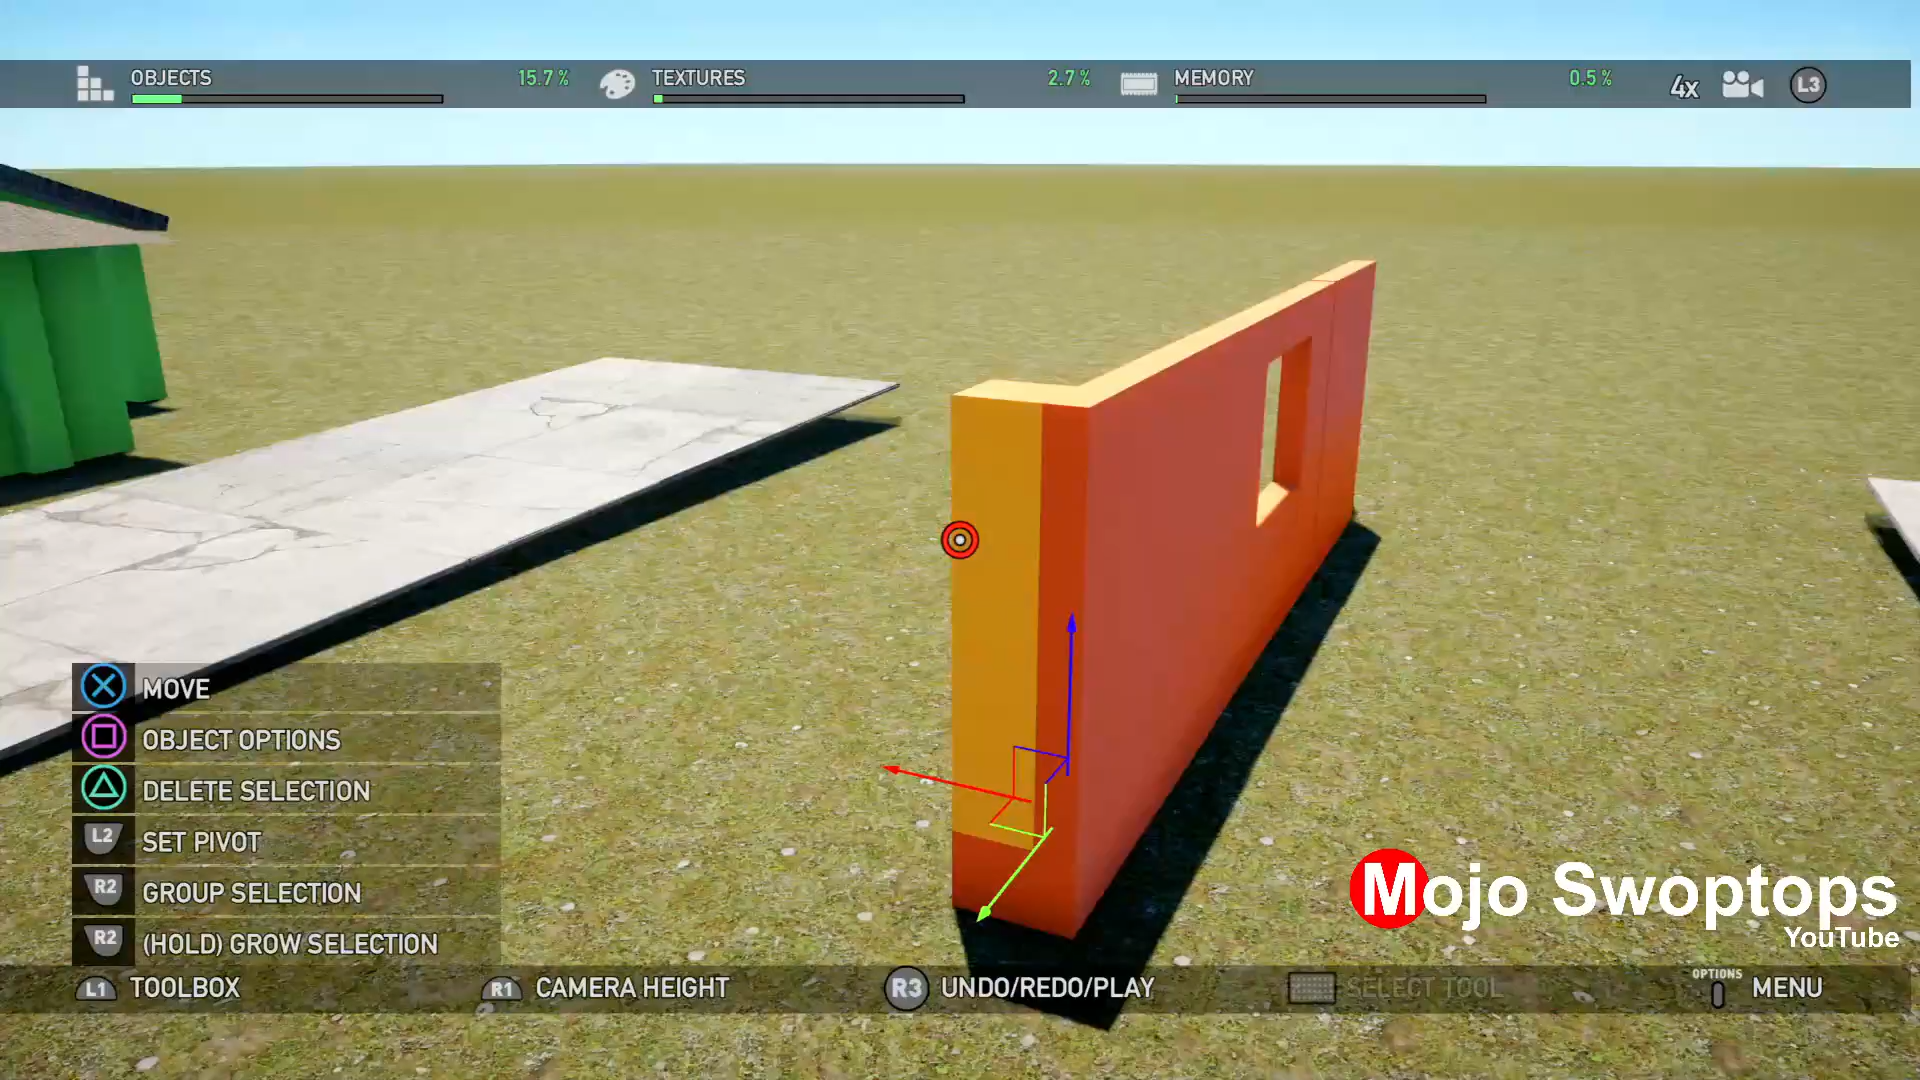 OBJECTS 15.7 % TEXTURES 2.7 % MEMORY 0.5 % 4x L3
MOVE
OBJECT OPTIONS
DELETE SELECTION
L2 SET PIVOT
R2 GROUP SELECTION
R2 (HOLD) GROW SELECTION
Mojo Swoptops
YouTube
L1 TOOLBOX R1 CAMERA HEIGHT R3 UNDO/REDO/PLAY SELECT TOOL OPTIONS MENU